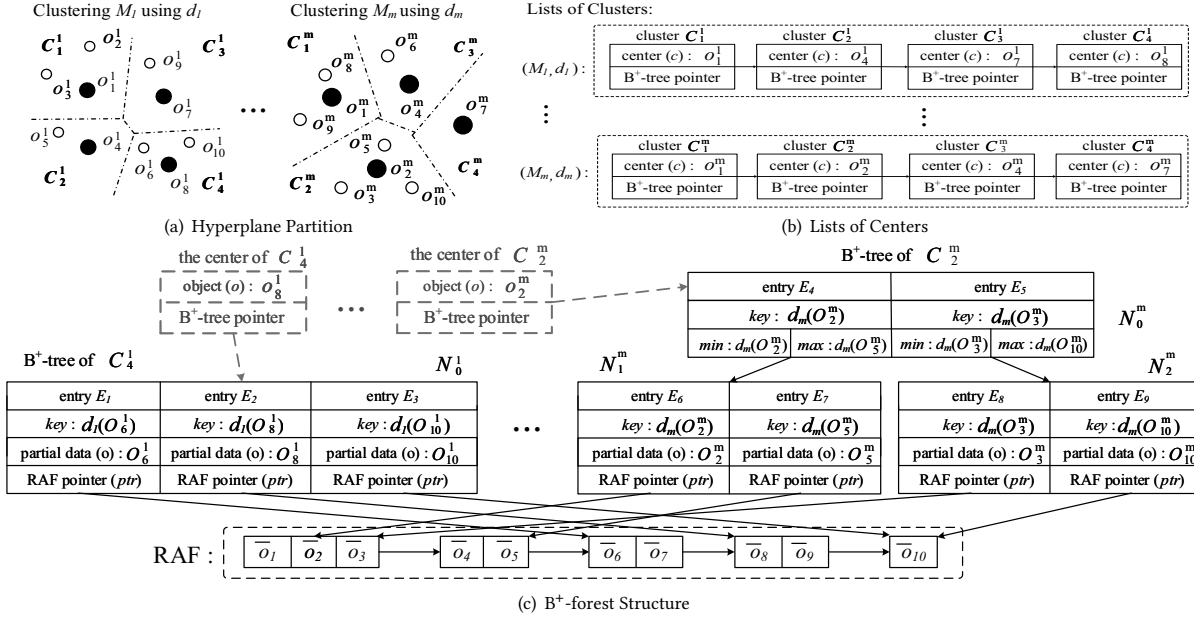 Clustering M₁ using d₁
Clustering Mₘ using dₘ
C₁¹ o₂¹ C₃¹
o₉¹
o₃¹ o₁¹
o₇¹
o₅¹ o₄¹
o₆¹ o₁₀¹
C₂¹ o₈¹ C₄¹
...
C₁ᵐ o₆ᵐ C₃ᵐ
o₈ᵐ
o₁ᵐ o₄ᵐ o₇ᵐ
o₉ᵐ
o₅ᵐ
C₂ᵐ o₂ᵐ C₄ᵐ
o₃ᵐ o₁₀ᵐ
(a) Hyperplane Partition
Lists of Clusters:
cluster C₁¹ cluster C₂¹ cluster C₃¹ cluster C₄¹
(M₁, d₁) : center (c) : o₁¹ center (c) : o₄¹ center (c) : o₇¹ center (c) : o₈¹
B⁺-tree pointer B⁺-tree pointer B⁺-tree pointer B⁺-tree pointer
⋮ ⋮
cluster C₁ᵐ cluster C₂ᵐ cluster C₃ᵐ cluster C₄ᵐ
(Mₘ, dₘ) : center (c) : o₁ᵐ center (c) : o₂ᵐ center (c) : o₄ᵐ center (c) : o₇ᵐ
B⁺-tree pointer B⁺-tree pointer B⁺-tree pointer B⁺-tree pointer
(b) Lists of Centers
the center of C₄¹ the center of C₂ᵐ
object (o) : o₈¹ ... object (o) : o₂ᵐ
B⁺-tree pointer B⁺-tree pointer
B⁺-tree of C₂ᵐ
entry E₄ entry E₅
key : dₘ(O₂ᵐ) key : dₘ(O₃ᵐ) N₀ᵐ
min : dₘ(O₂ᵐ) max : dₘ(O₅ᵐ) min : dₘ(O₃ᵐ) max : dₘ(O₁₀ᵐ)
B⁺-tree of C₄¹ N₀¹
entry E₁ entry E₂ entry E₃
key : d₁(O₆¹) key : d₁(O₈¹) key : d₁(O₁₀¹)
partial data (o) : O₆¹ partial data (o) : O₈¹ partial data (o) : O₁₀¹
RAF pointer (ptr) RAF pointer (ptr) RAF pointer (ptr)
...
N₁ᵐ N₂ᵐ
entry E₆ entry E₇ entry E₈ entry E₉
key : dₘ(O₂ᵐ) key : dₘ(O₅ᵐ) key : dₘ(O₃ᵐ) key : dₘ(O₁₀ᵐ)
partial data (o) : O₂ᵐ partial data (o) : O₅ᵐ partial data (o) : O₃ᵐ partial data (o) : O₁₀ᵐ
RAF pointer (ptr) RAF pointer (ptr) RAF pointer (ptr) RAF pointer (ptr)
RAF : o̅₁ o̅₂ o̅₃ o̅₄ o̅₅ o̅₆ o̅₇ o̅₈ o̅₉ o̅₁₀
(c) B⁺-forest Structure